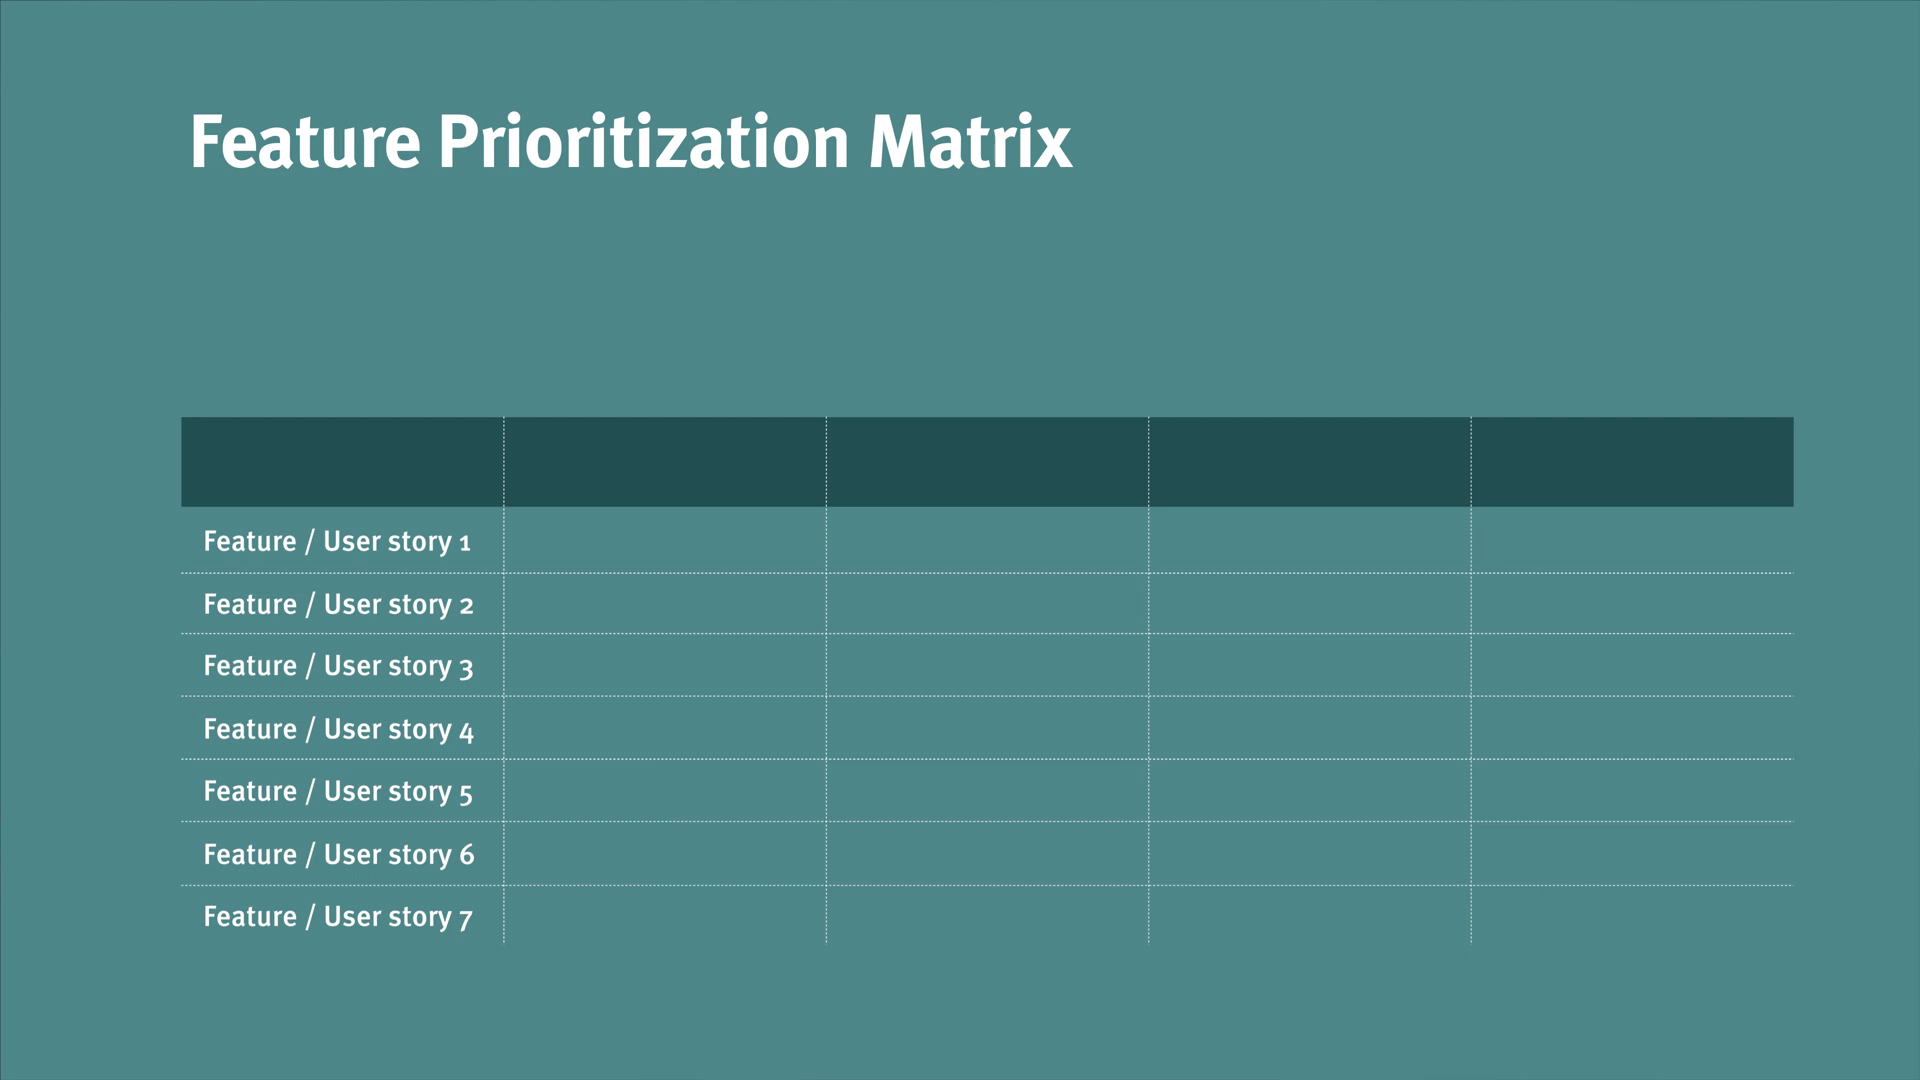 Feature Prioritization Matrix
Feature / User story 1
Feature / User story 2
Feature / User story 3
Feature / User story 4
Feature / User story 5
Feature / User story 6
Feature / User story 7